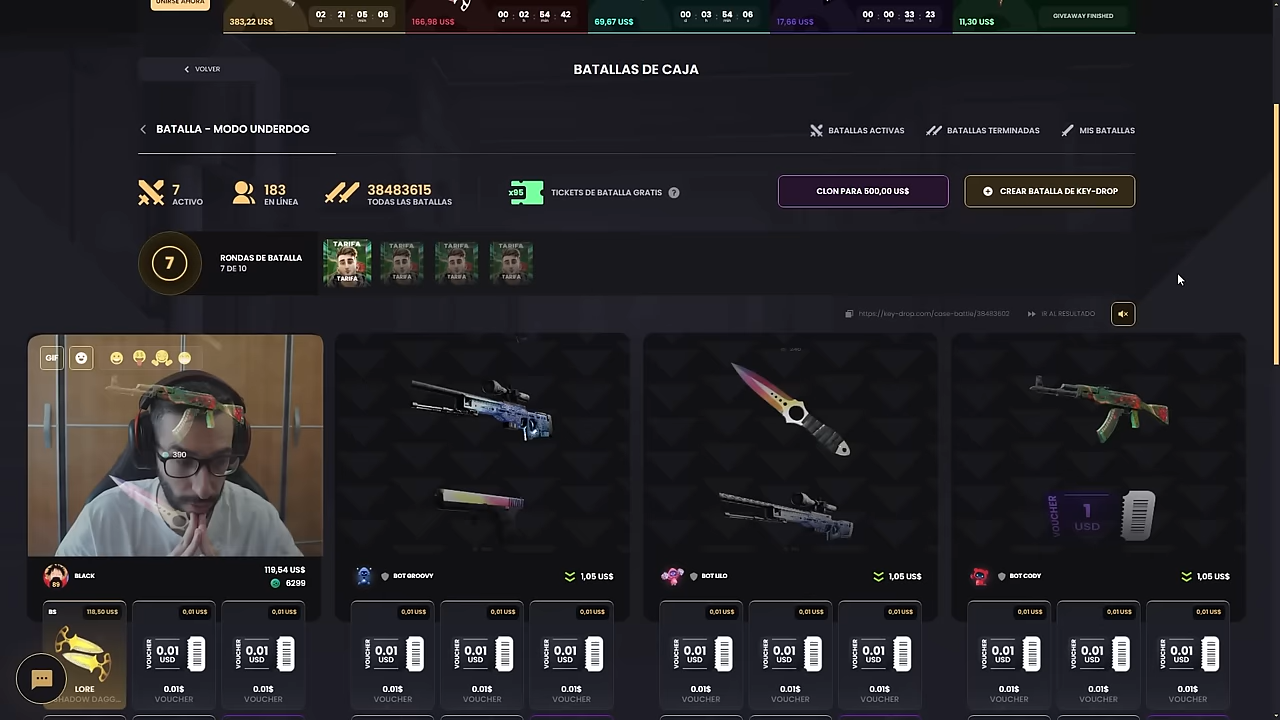 UNIRSE AHORA
383,22 US$ 02 : 21 : 05 : 06
166,98 US$ 00 : 02 : 54 : 42
69,67 US$ 00 : 03 : 54 : 06
17,66 US$ 00 : 00 : 33 : 23
11,30 US$ GIVEAWAY FINISHED
VOLVER
BATALLAS DE CAJA
BATALLA - MODO UNDERDOG
BATALLAS ACTIVAS
BATALLAS TERMINADAS
MIS BATALLAS
7
ACTIVO
183
EN LÍNEA
38483615
TODAS LAS BATALLAS
x95
TICKETS DE BATALLA GRATIS ?
CLON PARA 500,00 US$
CREAR BATALLA DE KEY-DROP
7
RONDAS DE BATALLA
7 DE 10
TARIFA TARIFA TARIFA TARIFA
TARIFA TARIFA TARIFA TARIFA
https://key-drop.com/case-battle/38483602
IR AL RESULTADO
GIF
390
1
USD
VOUCHER
89
BLACK
119,54 US$
6299
BOT GROOVY 1,05 US$
BOT LILO 1,05 US$
BOT CODY 1,05 US$
BS 118,50 US$ 0,01 US$ 0,01 US$
0,01 US$ 0,01 US$ 0,01 US$
0,01 US$ 0,01 US$ 0,01 US$
0,01 US$ 0,01 US$ 0,01 US$
VOUCHER 0.01 USD VOUCHER 0.01 USD
VOUCHER 0.01 USD VOUCHER 0.01 USD VOUCHER 0.01 USD
VOUCHER 0.01 USD VOUCHER 0.01 USD VOUCHER 0.01 USD
VOUCHER 0.01 USD VOUCHER 0.01 USD VOUCHER 0.01 USD
LORE 0.01$ 0.01$
0.01$ 0.01$ 0.01$
0.01$ 0.01$ 0.01$
0.01$ 0.01$ 0.01$
SHADOW DAGG... VOUCHER VOUCHER
VOUCHER VOUCHER VOUCHER
VOUCHER VOUCHER VOUCHER
VOUCHER VOUCHER VOUCHER